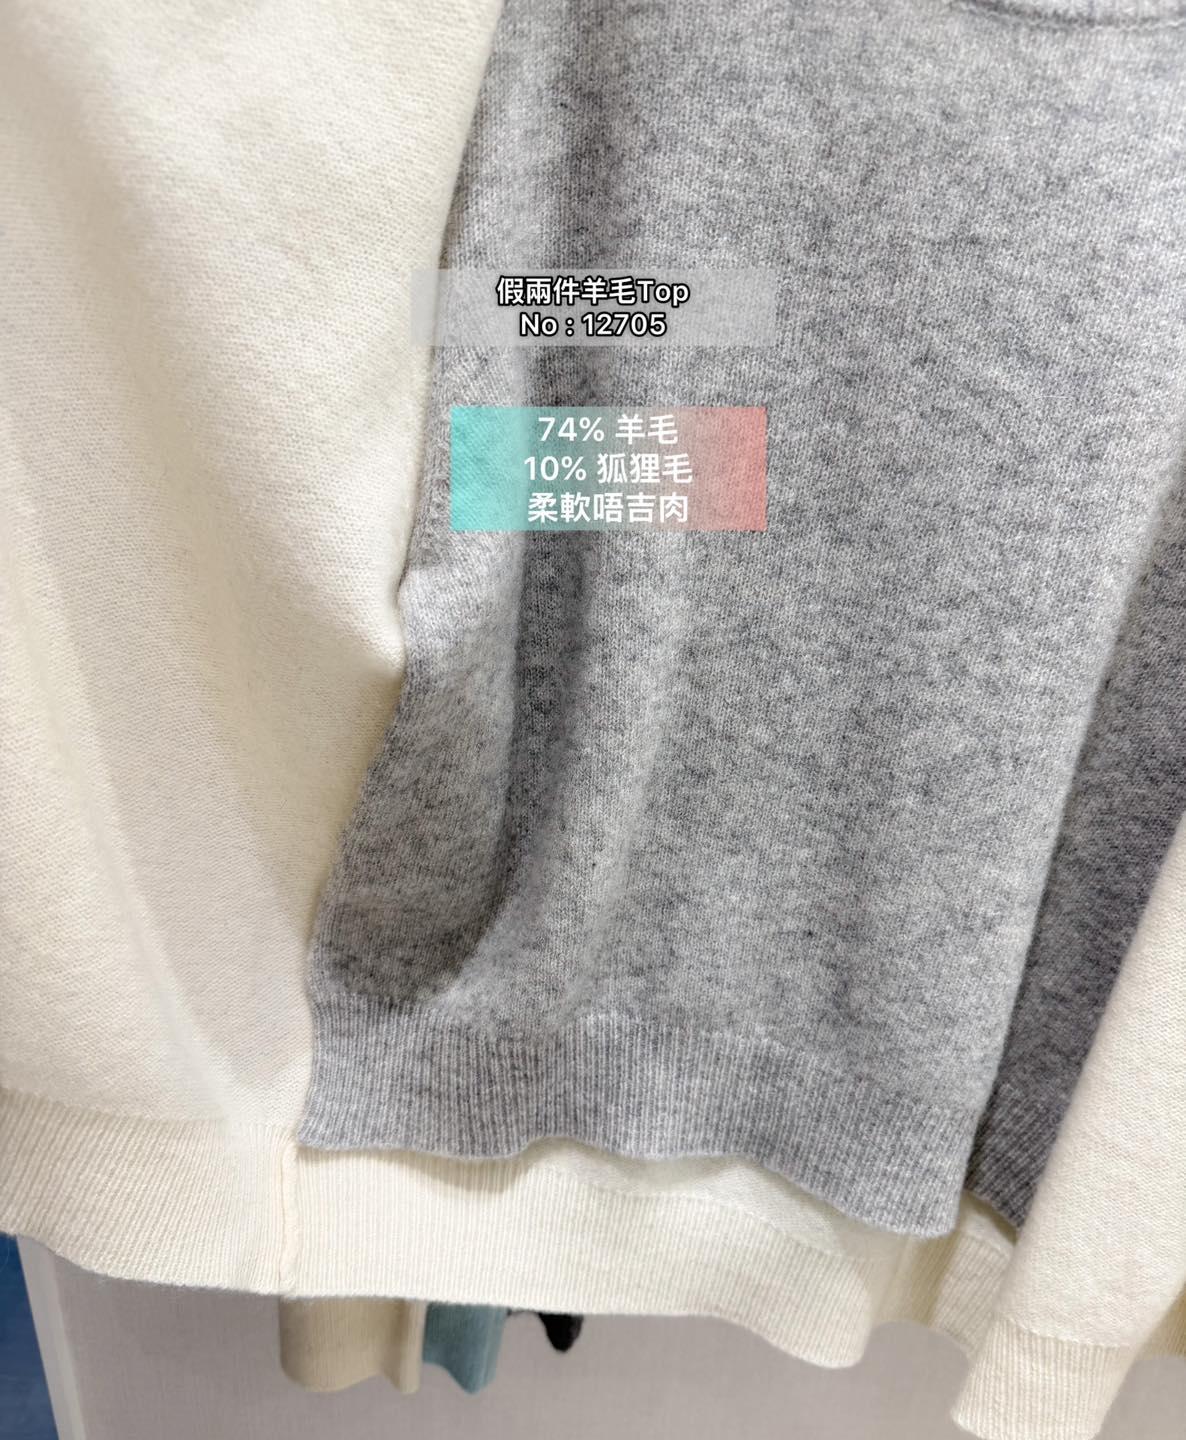 假兩件羊毛Top
No : 12705
74% 羊毛
10% 狐狸毛
柔軟唔吉肉